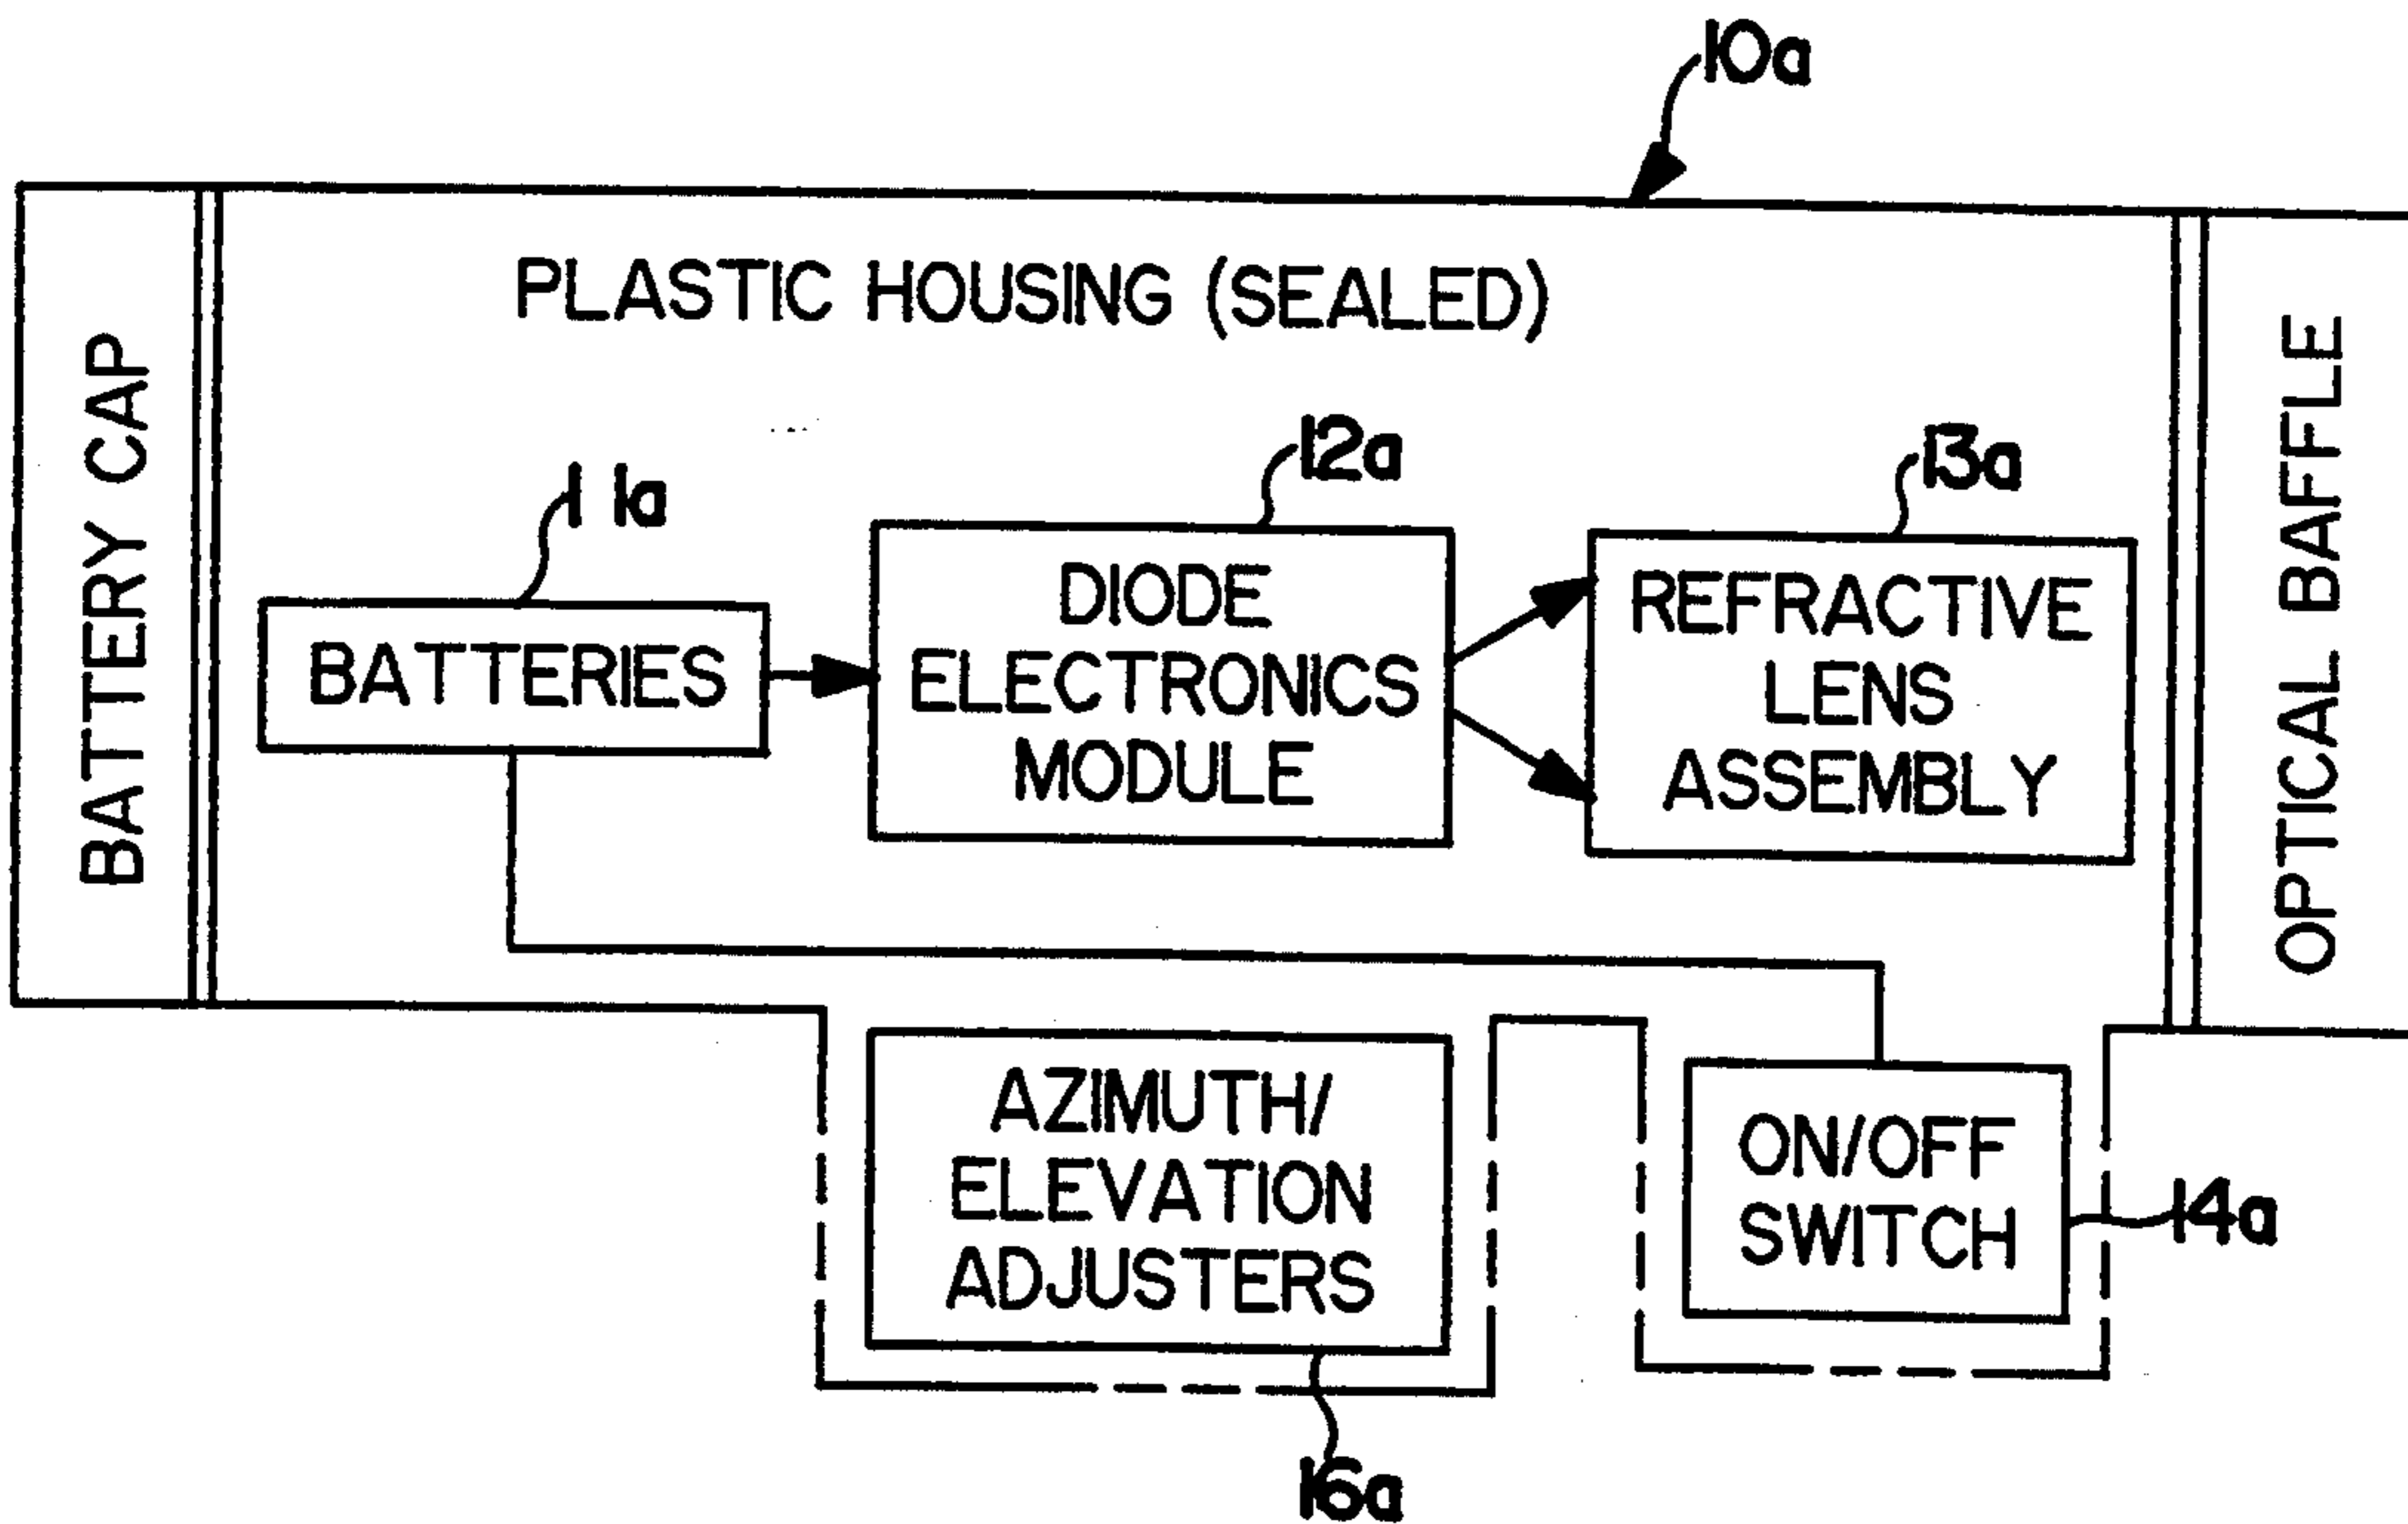 10a
PLASTIC HOUSING (SEALED)
BATTERY CAP
11a
BATTERIES
12a
DIODE
ELECTRONICS
MODULE
13a
REFRACTIVE
LENS
ASSEMBLY
OPTICAL BAFFLE
AZIMUTH/
ELEVATION
ADJUSTERS
16a
ON/OFF
SWITCH
14a